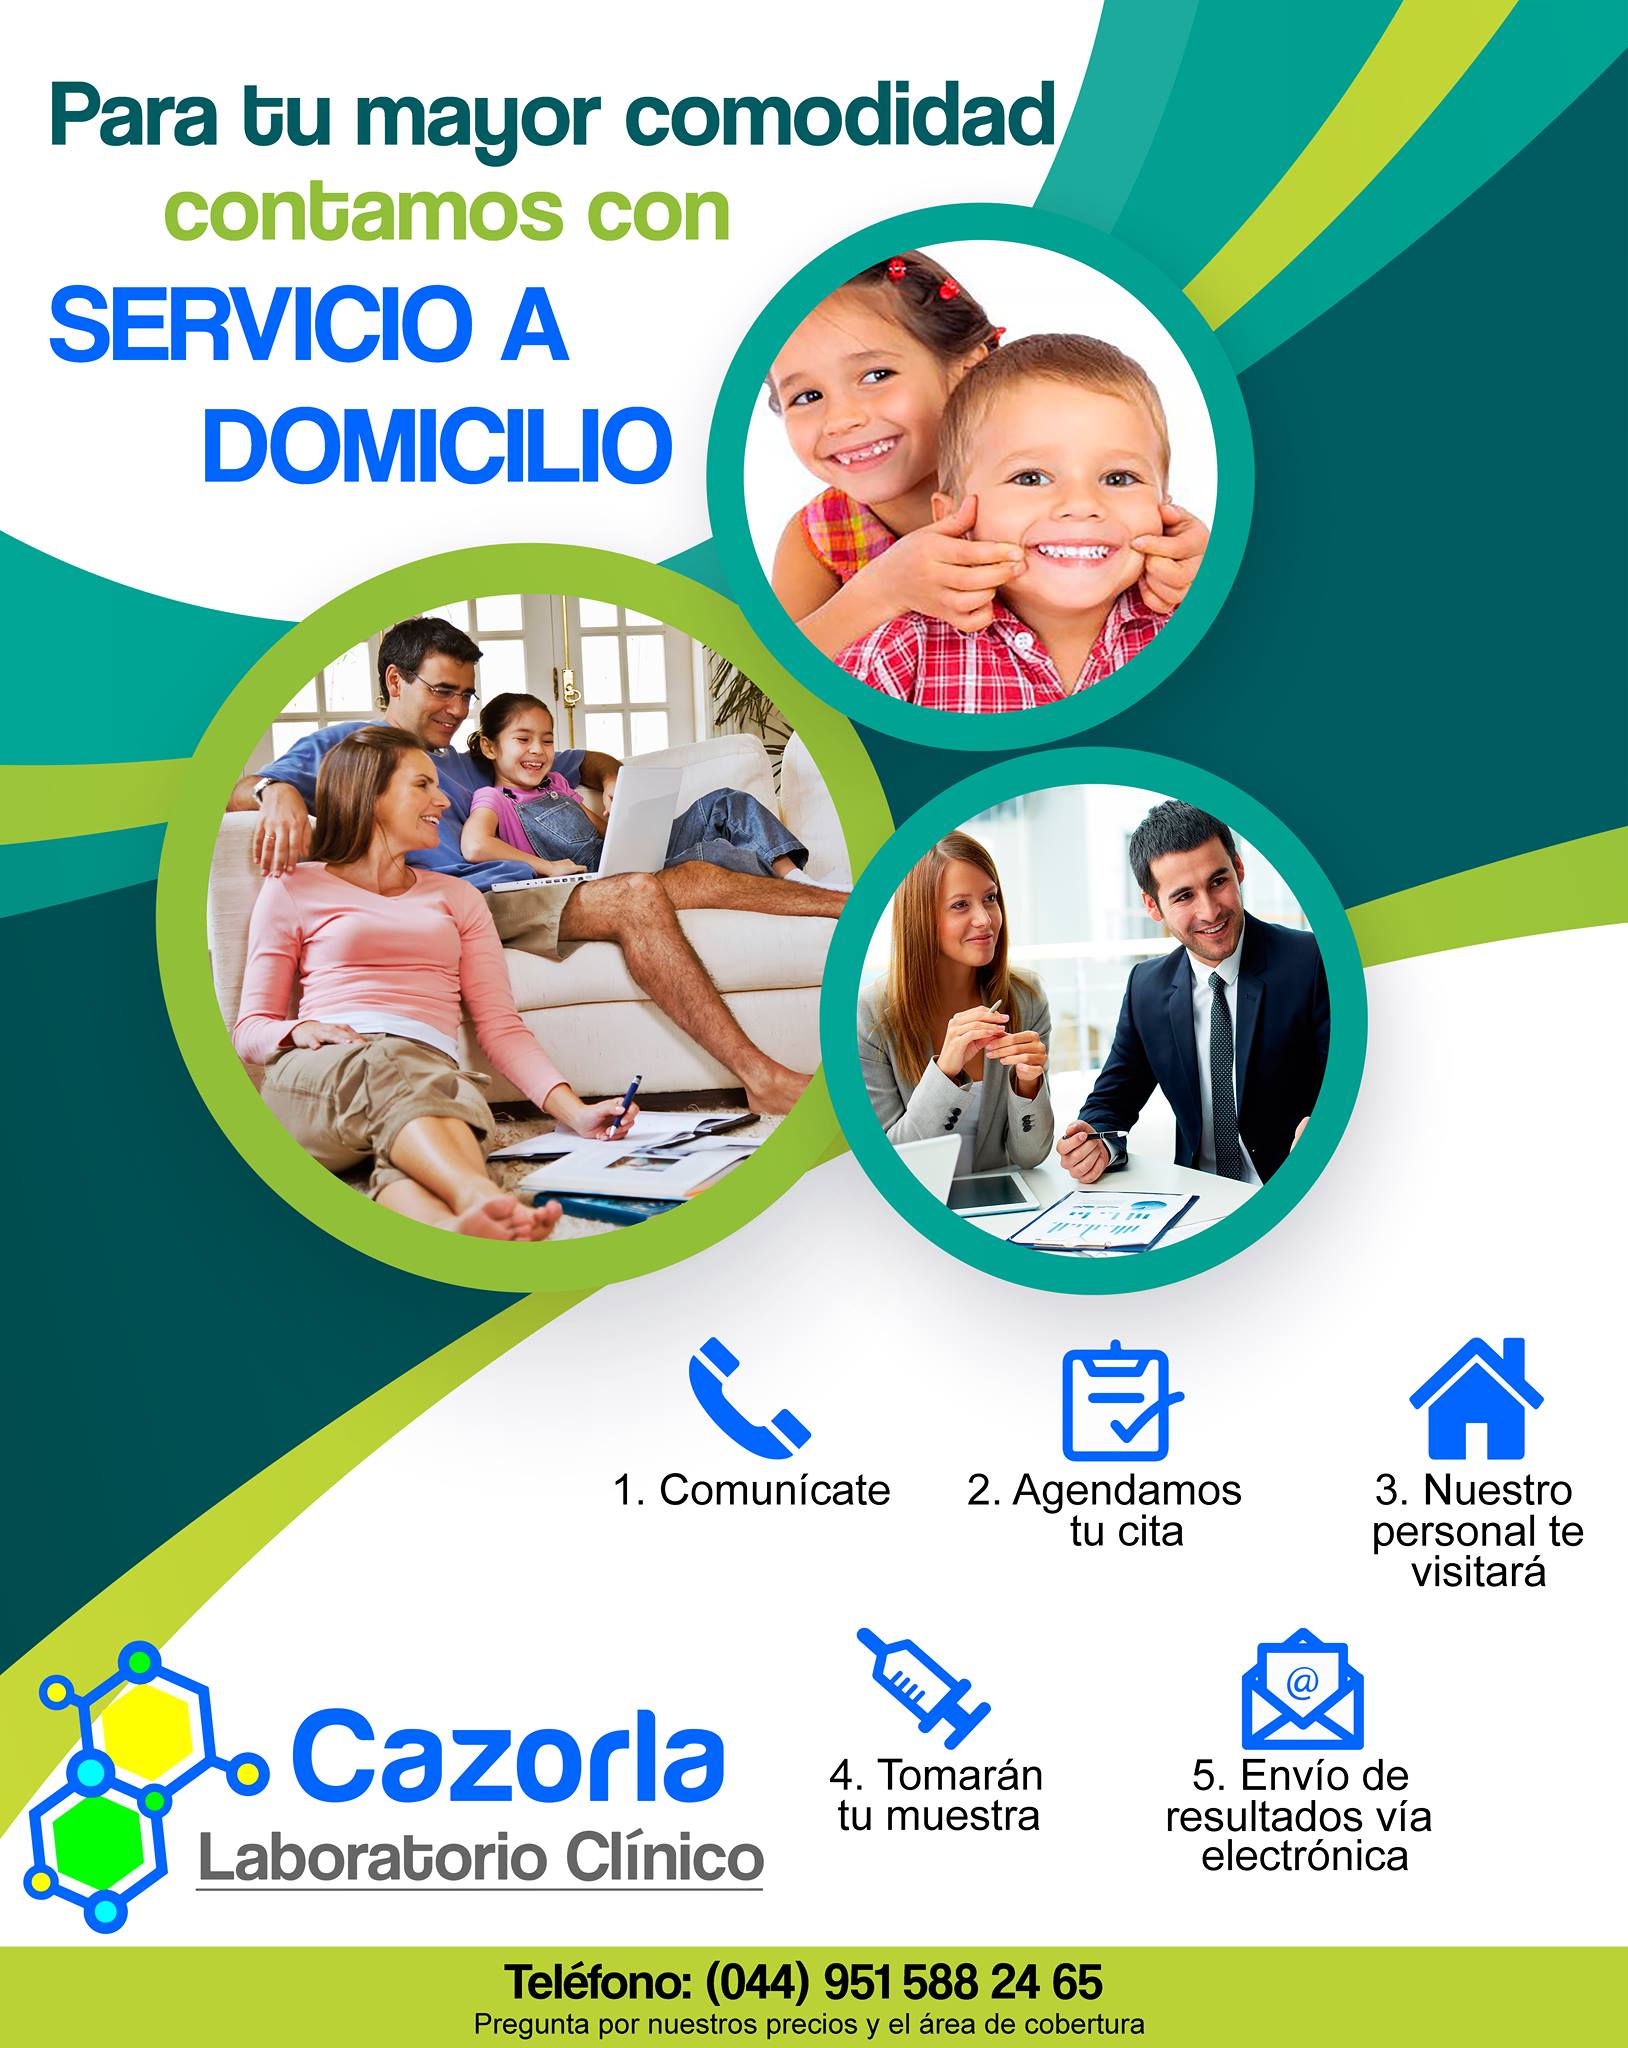 Para tu mayor comodidad
contamos con
SERVICIO A
DOMICILIO
1. Comunícate
2. Agendamos
tu cita
3. Nuestro
personal te
visitará
4. Tomarán
tu muestra
@
5. Envío de
resultados vía
electrónica
Cazorla
Laboratorio Clínico
Teléfono: (044) 951 588 24 65
Pregunta por nuestros precios y el área de cobertura